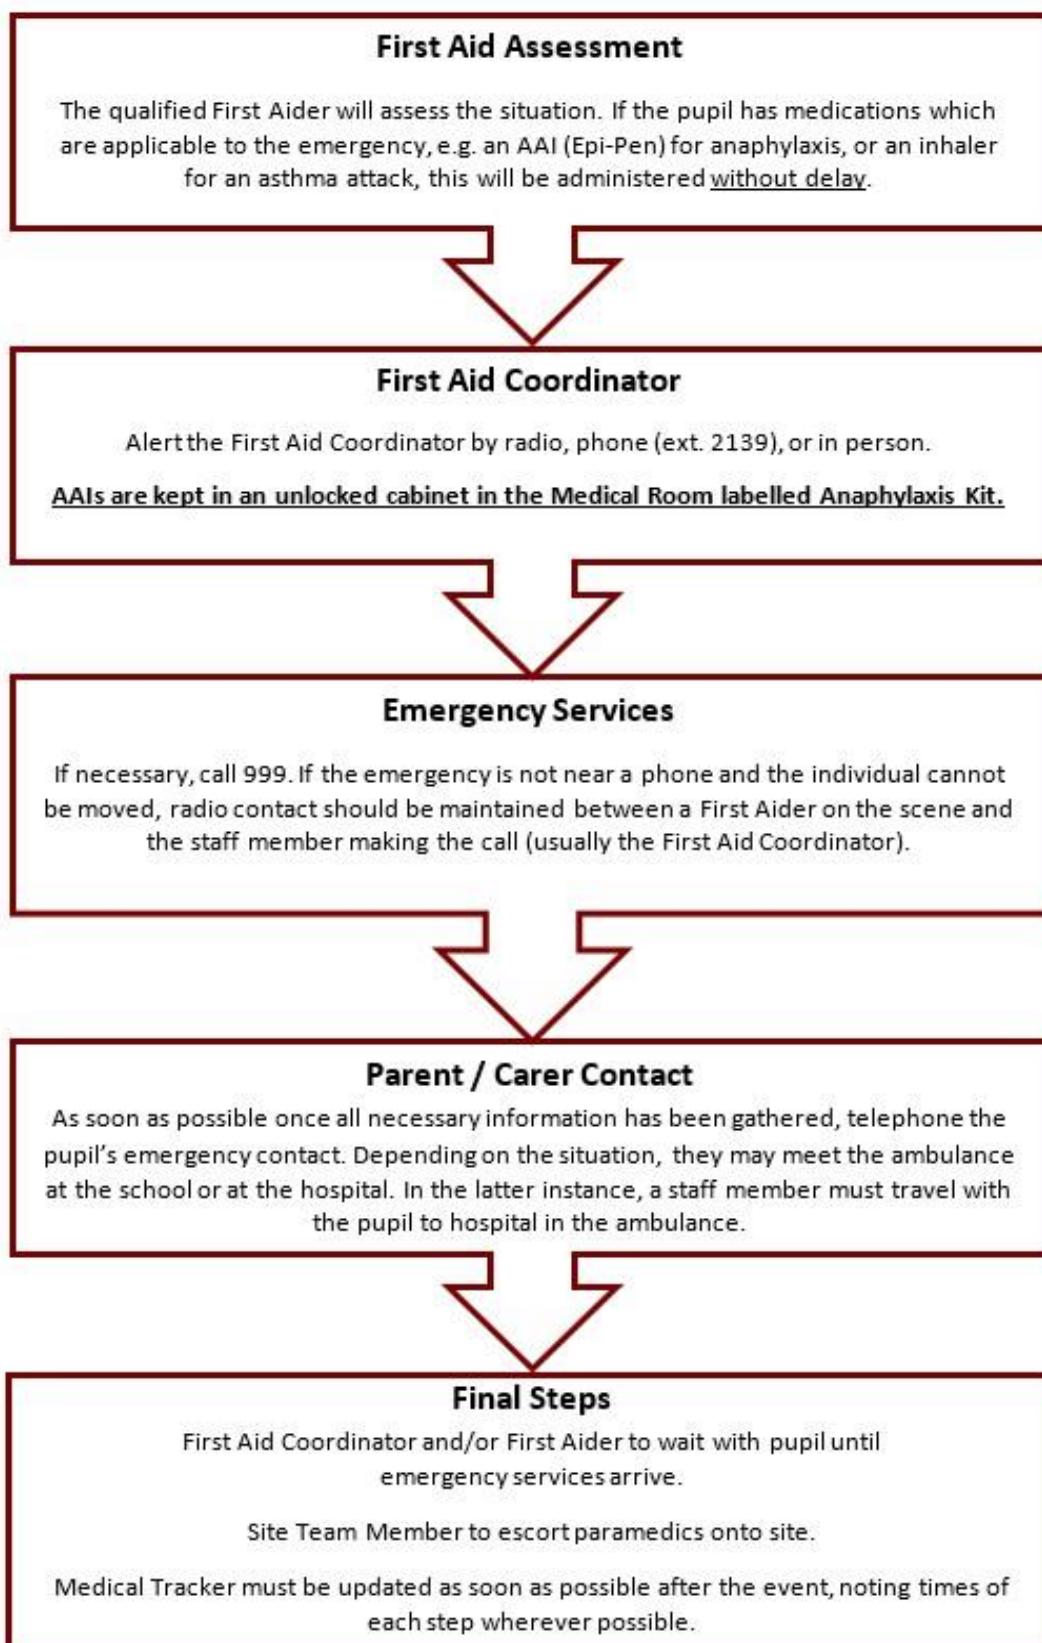 First Aid Assessment
The qualified First Aider will assess the situation. If the pupil has medications which
are applicable to the emergency, e.g. an AAI (Epi-Pen) for anaphylaxis, or an inhaler
for an asthma attack, this will be administered without delay.
First Aid Coordinator
Alert the First Aid Coordinator by radio, phone (ext. 2139), or in person.
AAIs are kept in an unlocked cabinet in the Medical Room labelled Anaphylaxis Kit.
Emergency Services
If necessary, call 999. If the emergency is not near a phone and the individual cannot
be moved, radio contact should be maintained between a First Aider on the scene and
the staff member making the call (usually the First Aid Coordinator).
Parent / Carer Contact
As soon as possible once all necessary information has been gathered, telephone the
pupil's emergency contact. Depending on the situation, they may meet the ambulance
at the school or at the hospital. In the latter instance, a staff member must travel with
the pupil to hospital in the ambulance.
Final Steps
First Aid Coordinator and/or First Aider to wait with pupil until
emergency services arrive.
Site Team Member to escort paramedics onto site.
Medical Tracker must be updated as soon as possible after the event, noting times of
each step wherever possible.